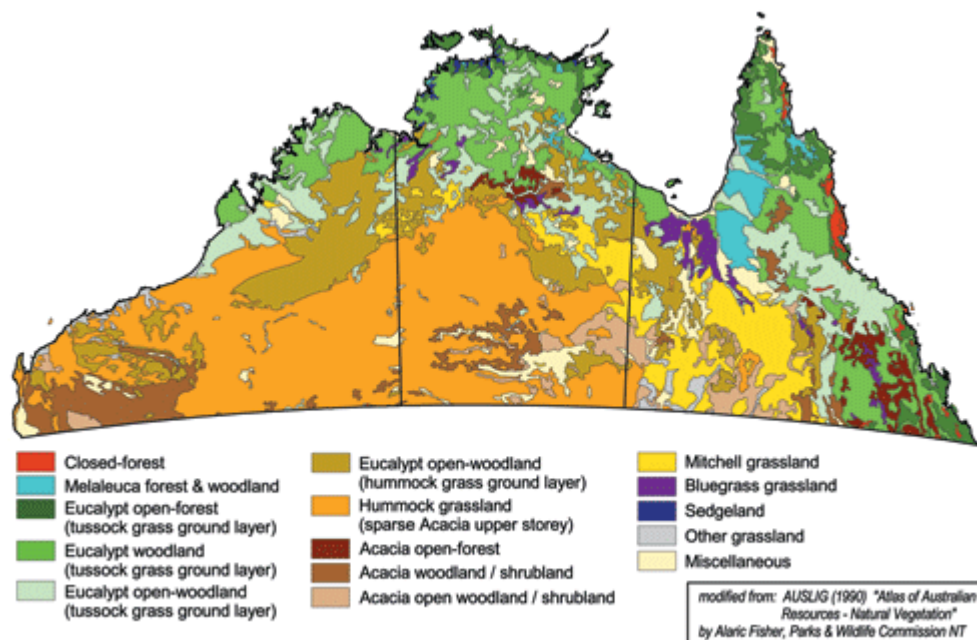 Closed-forest
Melaleuca forest & woodland
Eucalypt open-forest
(tussock grass ground layer)
Eucalypt woodland
(tussock grass ground layer)
Eucalypt open-woodland
(tussock grass ground layer)
Eucalypt open-woodland
(hummock grass ground layer)
Hummock grassland
(sparse Acacia upper storey)
Acacia open-forest
Acacia woodland / shrubland
Acacia open woodland / shrubland
Mitchell grassland
Bluegrass grassland
Sedgeland
Other grassland
Miscellaneous
modified from: AUSLIG (1990) "Atlas of Australian
Resources - Natural Vegetation"
by Alaric Fisher, Parks & Wildlife Commission NT